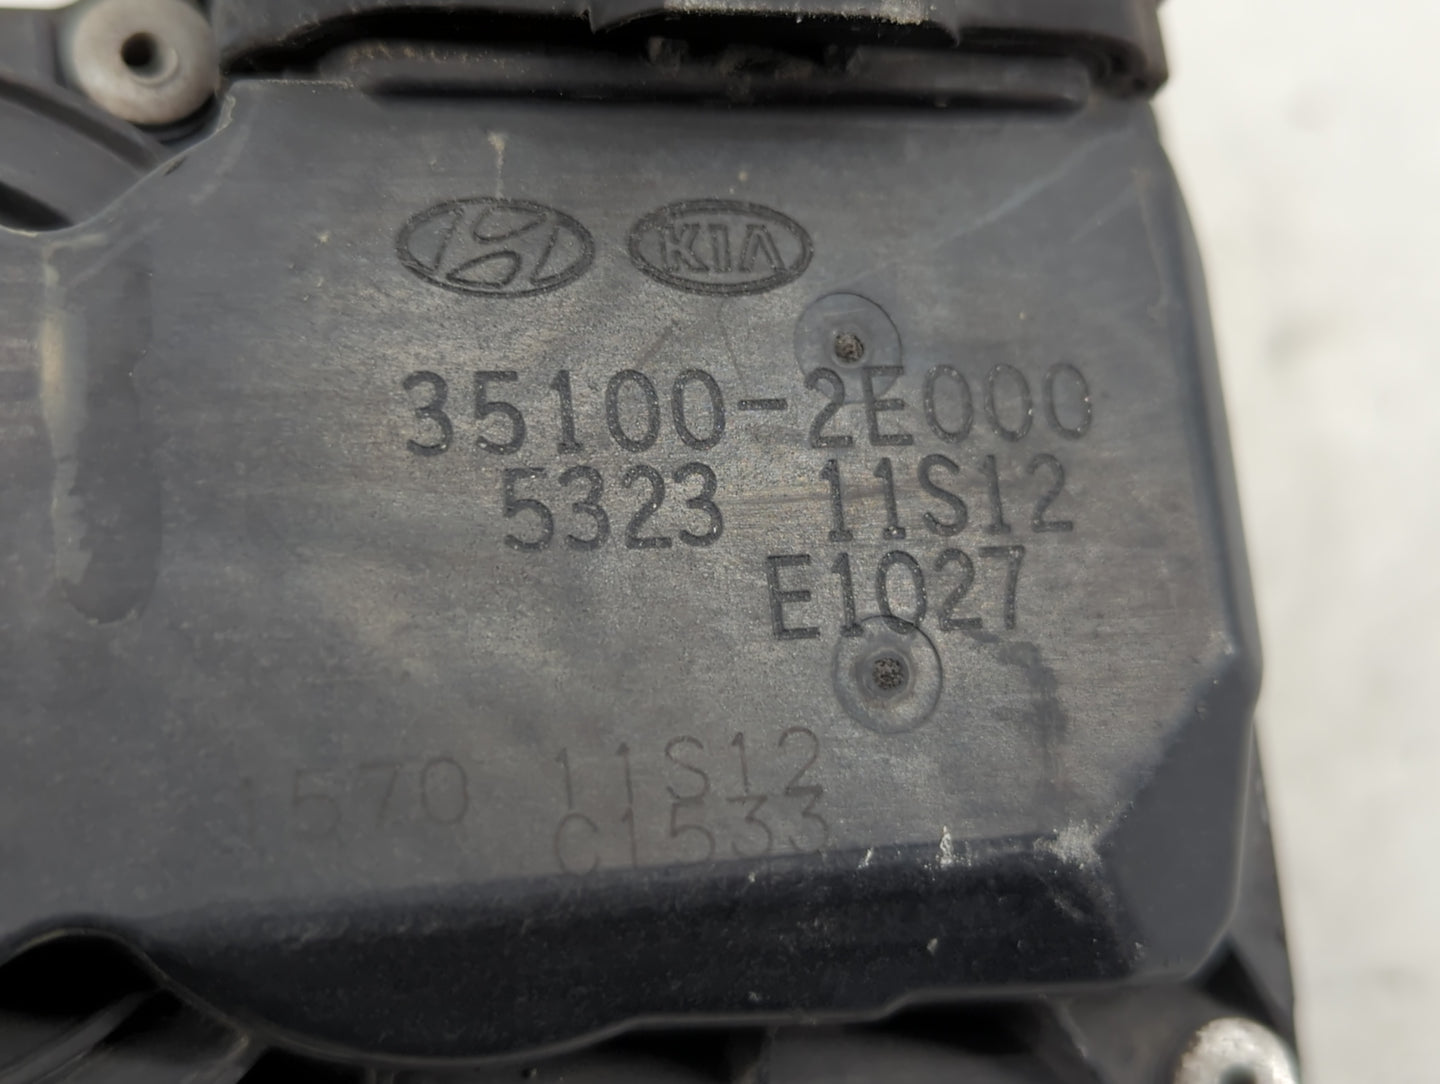 KIA
35100-2E000
5323 11S12
E1027
1570 11S12
C1533